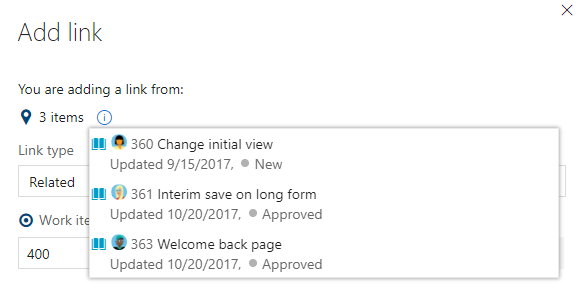 Add link
You are adding a link from:
3 items
Link type
360 Change initial view
Updated 9/15/2017, New
Related
361 Interim save on long form
Updated 10/20/2017, Approved
Work ite
363 Welcome back page
400
Updated 10/20/2017, Approved